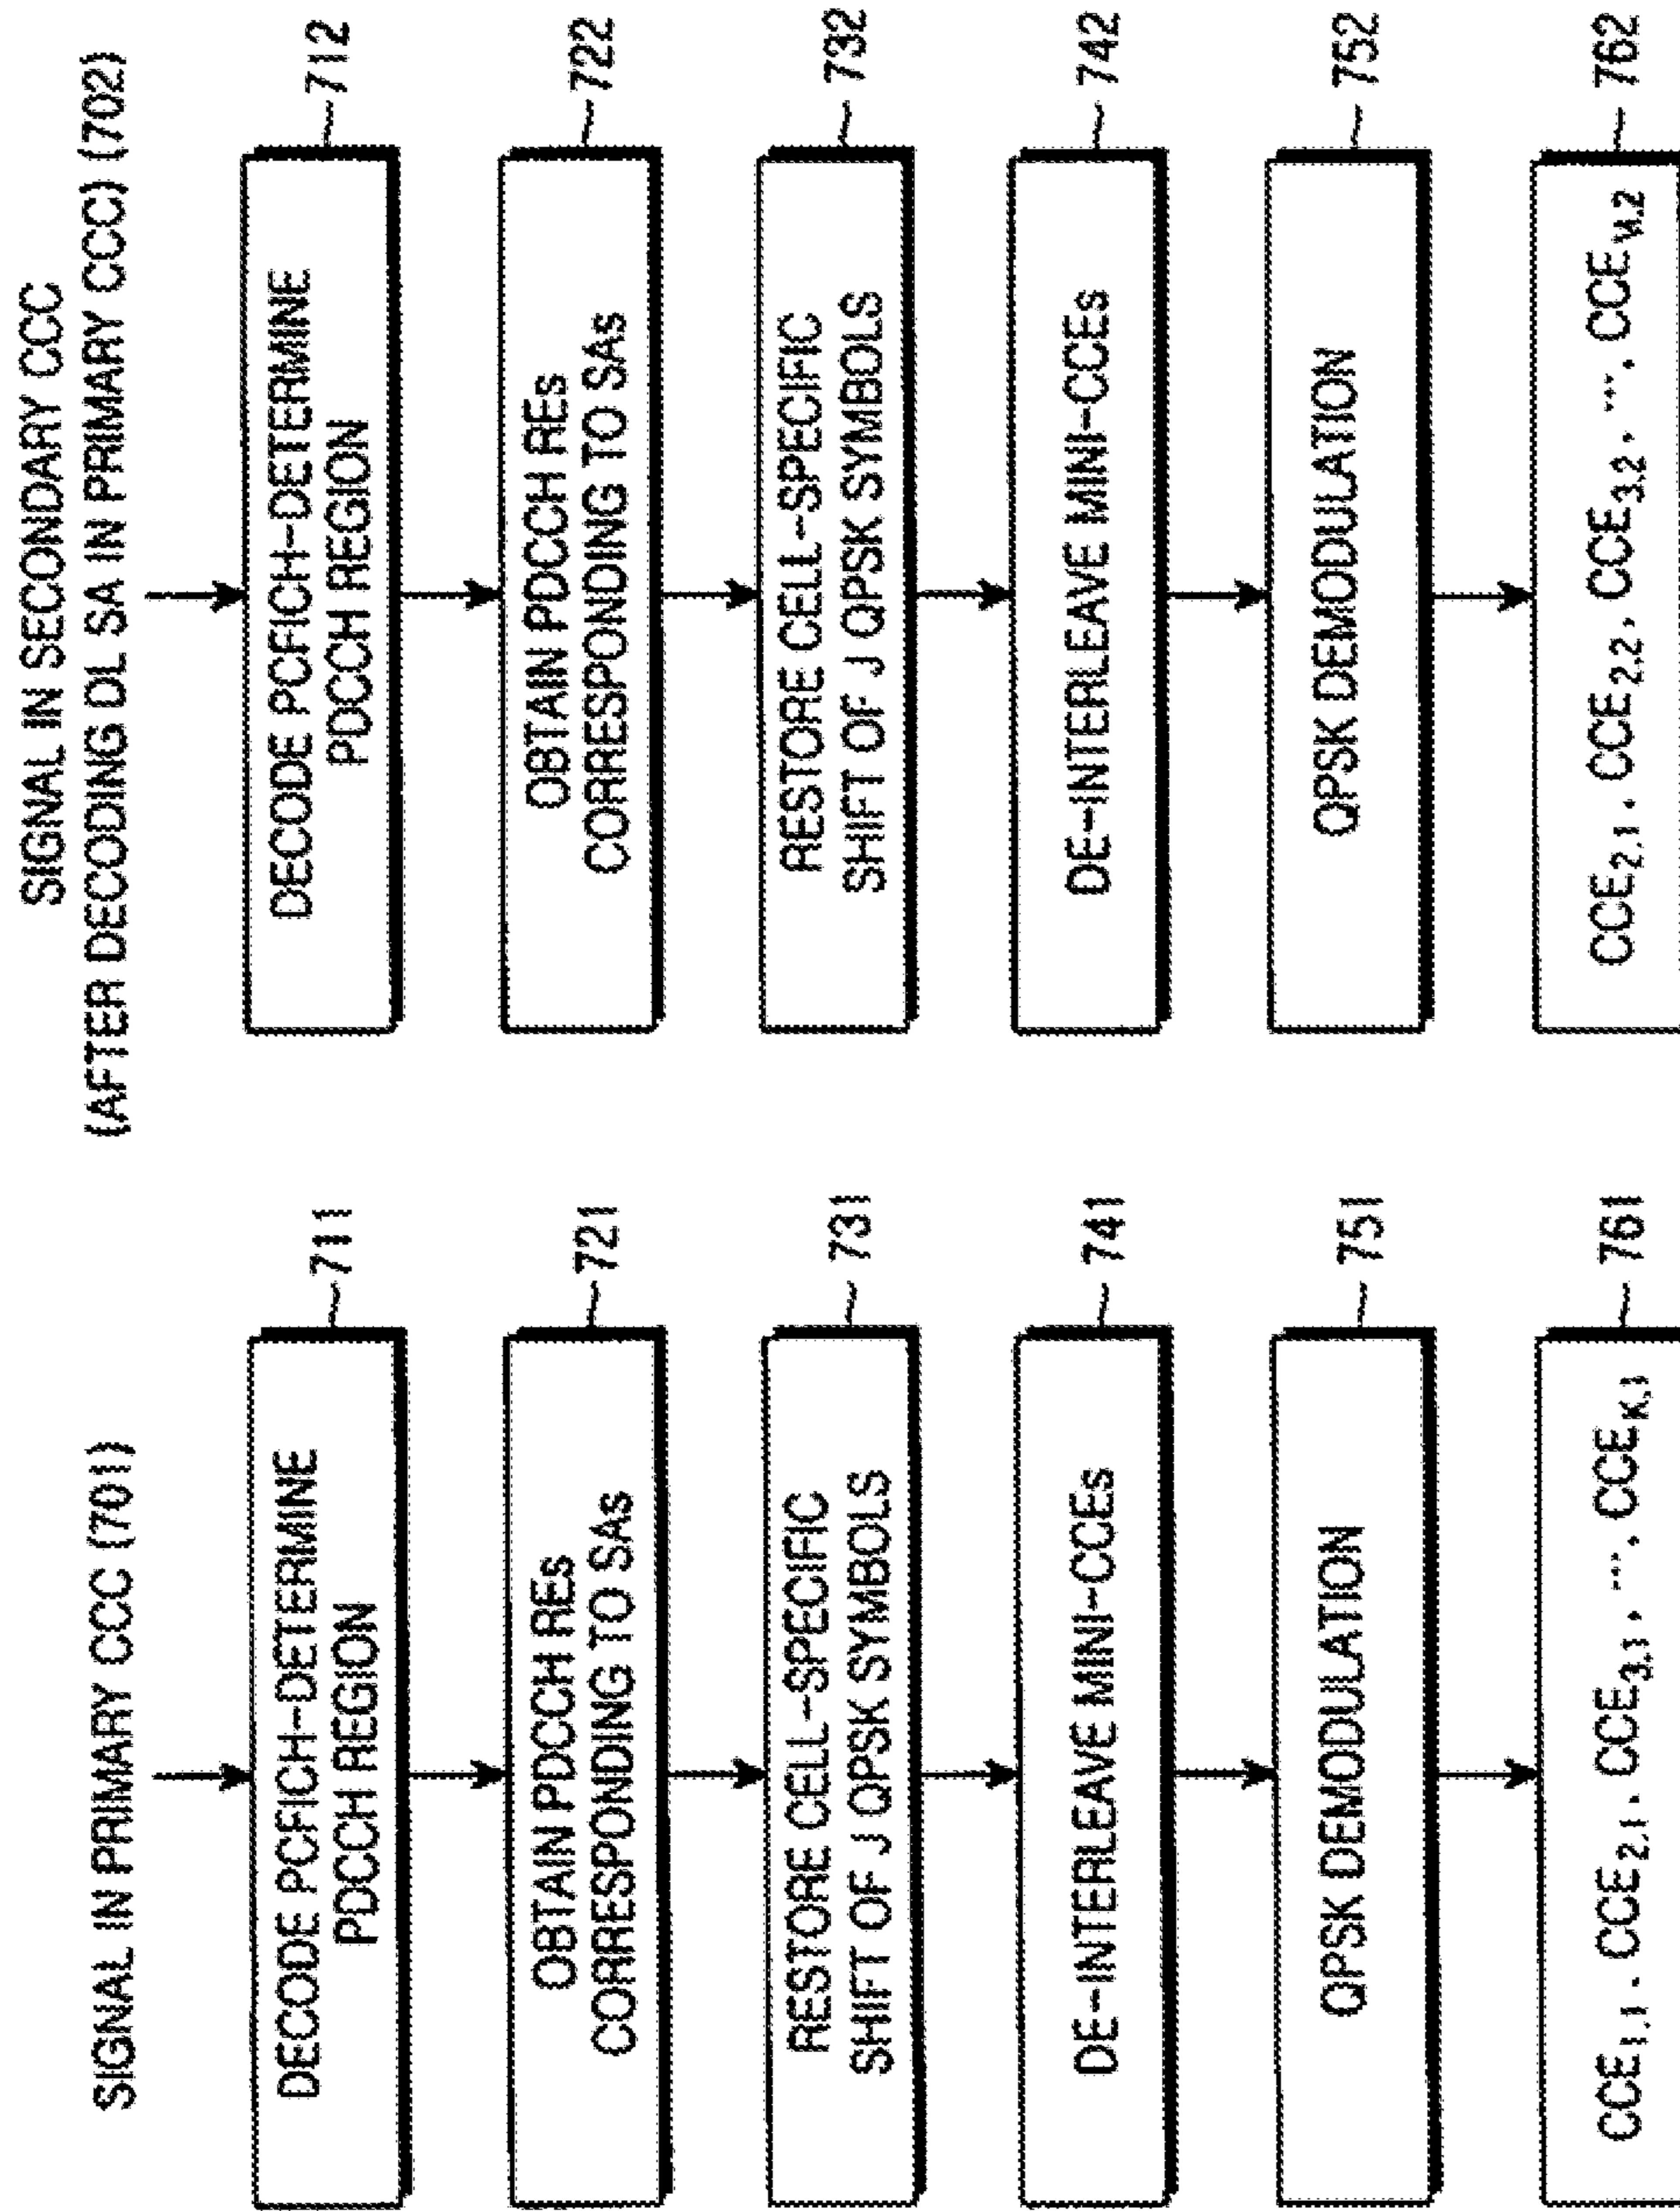 SIGNAL IN PRIMARY CCC (701)
DECODE PCFICH-DETERMINE
PDCCH REGION
711
OBTAIN PDCCH REs
CORRESPONDING TO SAs
721
RESTORE CELL-SPECIFIC
SHIFT OF J QPSK SYMBOLS
731
DE-INTERLEAVE MINI-CCEs
741
QPSK DEMODULATION
751
CCE1,1, CCE2,1, CCE3,1, ..., CCEK,1
761
SIGNAL IN SECONDARY CCC
(AFTER DECODING DL SA IN PRIMARY CCC) (702)
DECODE PCFICH-DETERMINE
PDCCH REGION
712
OBTAIN PDCCH REs
CORRESPONDING TO SAs
722
RESTORE CELL-SPECIFIC
SHIFT OF J QPSK SYMBOLS
732
DE-INTERLEAVE MINI-CCEs
742
QPSK DEMODULATION
752
CCE2,1, CCE2,2, CCE3,2, ..., CCEM,2
762